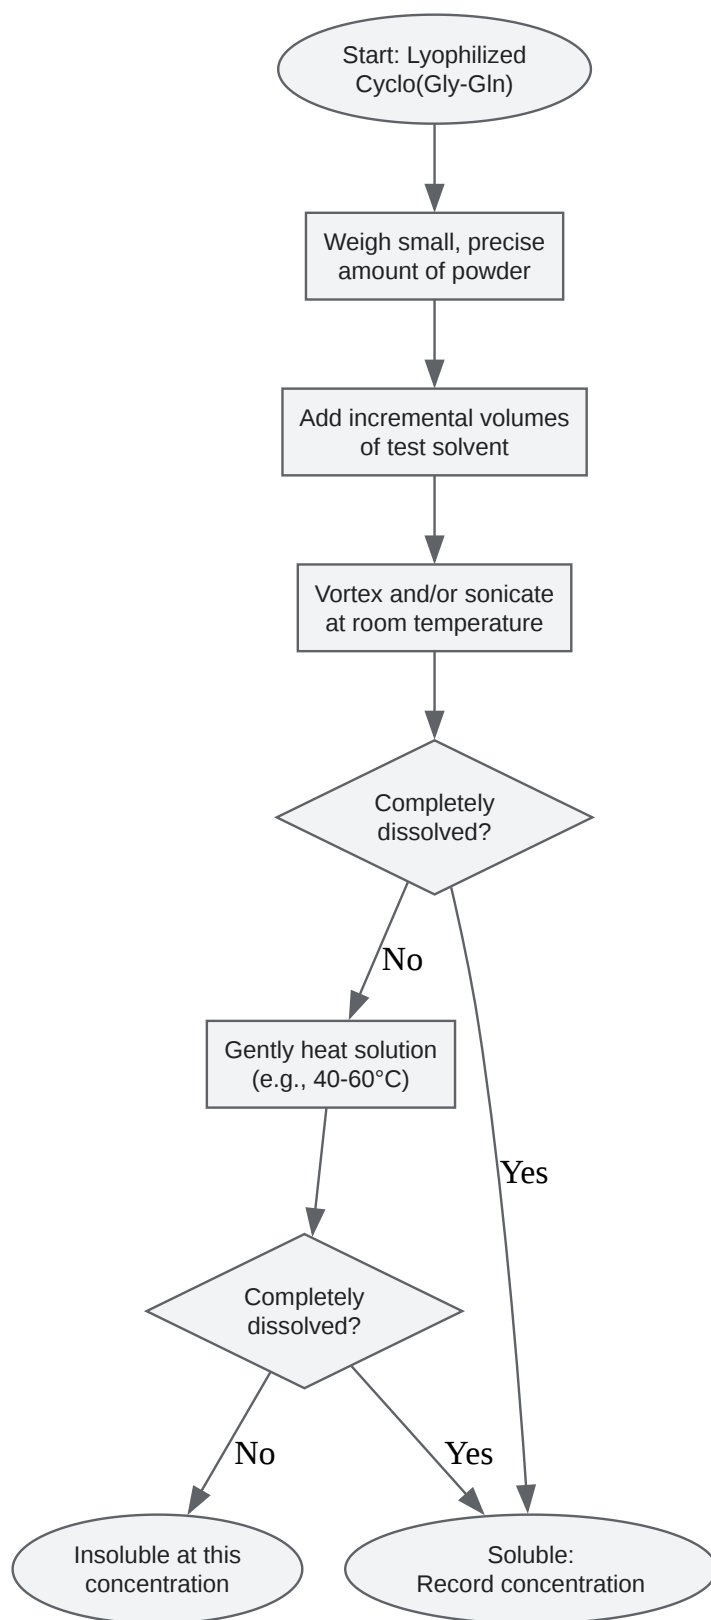 Start: Lyophilized
Cyclo(Gly-Gln)
Weigh small, precise
amount of powder
Add incremental volumes
of test solvent
Vortex and/or sonicate
at room temperature
Completely
dissolved?
No
Gently heat solution
(e.g., 40-60°C)
Yes
Completely
dissolved?
No
Yes
Insoluble at this
concentration
Soluble:
Record concentration